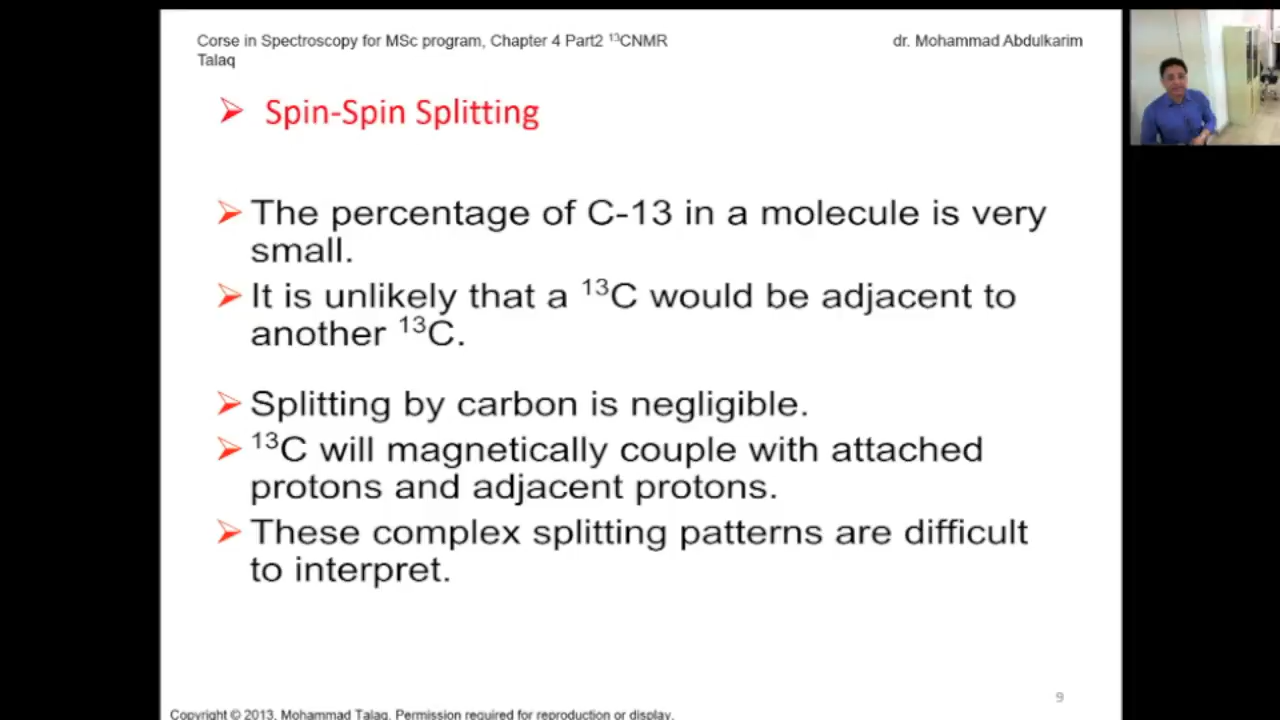 Corse in Spectroscopy for MSc program, Chapter 4 Part2 ¹³CNMR dr. Mohammad Abdulkarim
Talaq
➢ Spin-Spin Splitting
➢ The percentage of C-13 in a molecule is very
small.
➢ It is unlikely that a ¹³C would be adjacent to
another ¹³C.
➢ Splitting by carbon is negligible.
➢ ¹³C will magnetically couple with attached
protons and adjacent protons.
➢ These complex splitting patterns are difficult
to interpret.
9
Copyright © 2013, Mohammad Talaq. Permission required for reproduction or display.